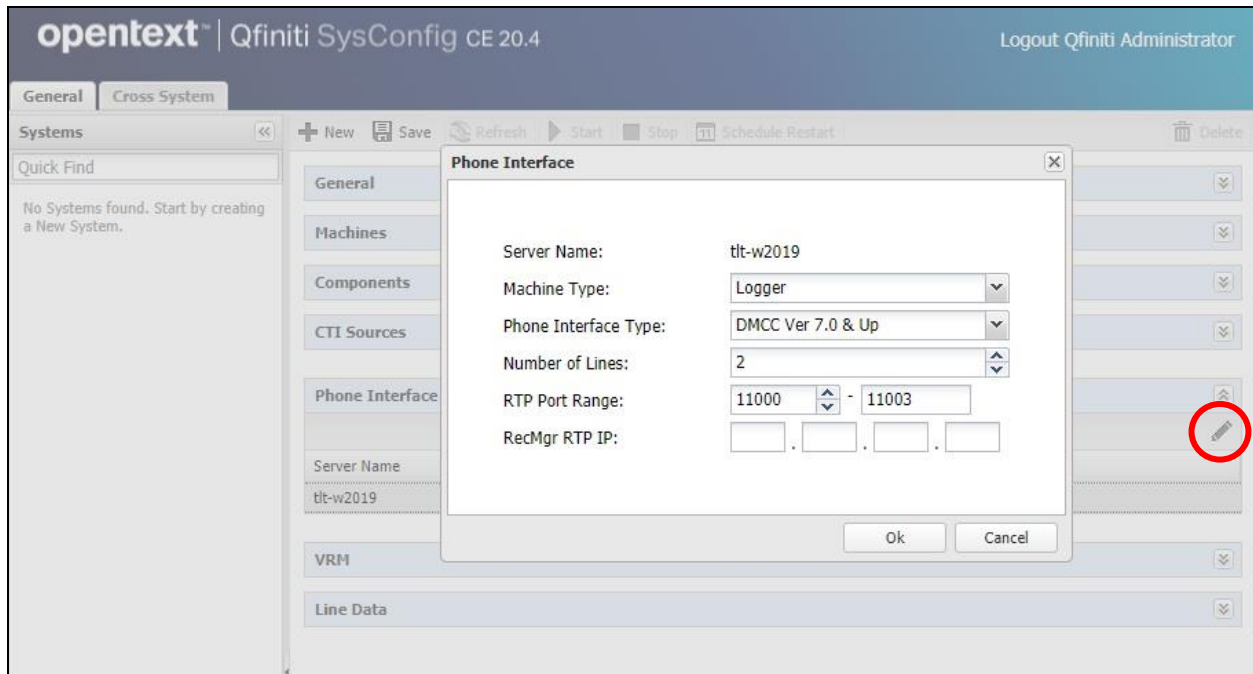 opentext™ | Qfiniti SysConfig CE 20.4
Logout Qfiniti Administrator
General Cross System
Systems
New Save Refresh Start Stop 11 Schedule Restart Delete
Quick Find
No Systems found. Start by creating
a New System.
General
Machines
Components
CTI Sources
Phone Interface
Server Name
tlt-w2019
VRM
Line Data
Phone Interface
Server Name: tlt-w2019
Machine Type: Logger
Phone Interface Type: DMCC Ver 7.0 & Up
Number of Lines: 2
RTP Port Range: 11000 - 11003
RecMgr RTP IP: . . .
Ok Cancel